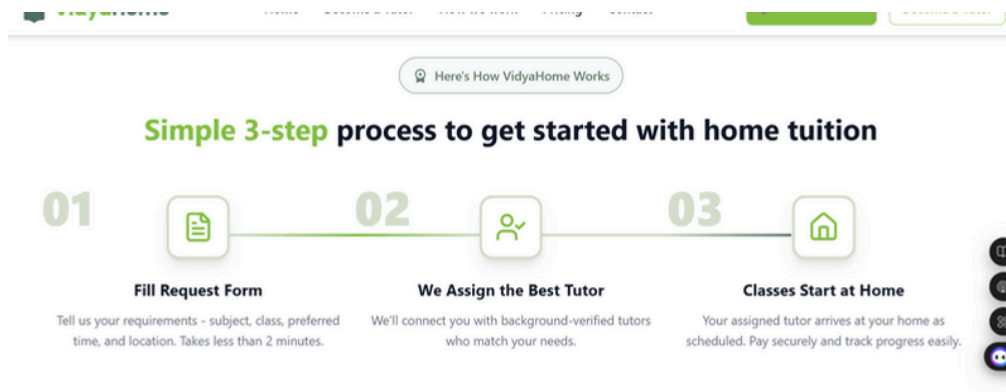 Here's How VidyaHome Works
Simple 3-step process to get started with home tuition
01
02
03
Fill Request Form
We Assign the Best Tutor
Classes Start at Home
Tell us your requirements - subject, class, preferred
time, and location. Takes less than 2 minutes.
We'll connect you with background-verified tutors
who match your needs.
Your assigned tutor arrives at your home as
scheduled. Pay securely and track progress easily.